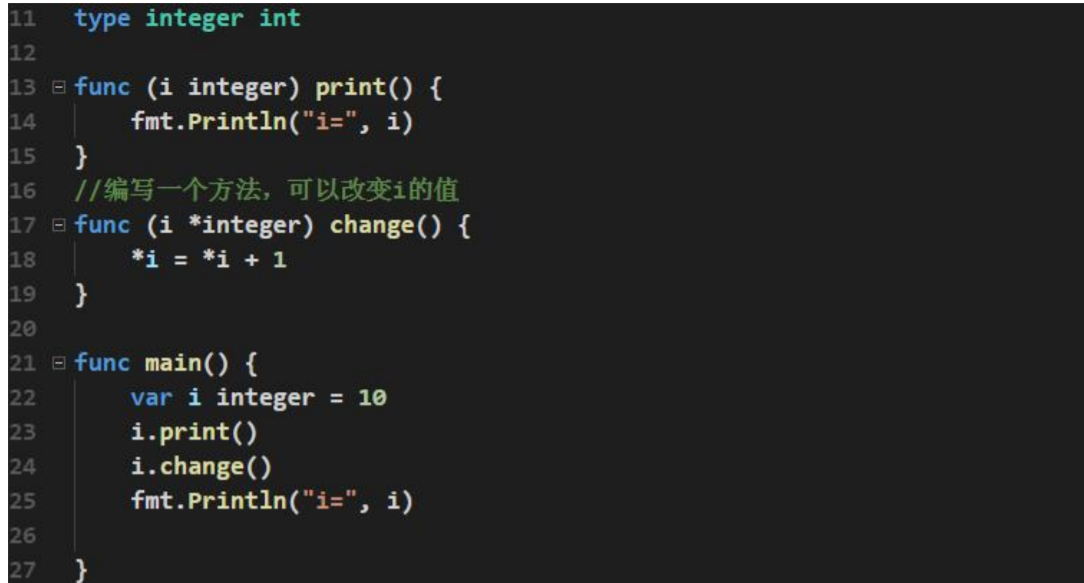 11 type integer int
12
13 func (i integer) print() {
14     fmt.Println("i=", i)
15 }
16 //编写一个方法，可以改变i的值
17 func (i *integer) change() {
18     *i = *i + 1
19 }
20
21 func main() {
22     var i integer = 10
23     i.print()
24     i.change()
25     fmt.Println("i=", i)
26
27 }